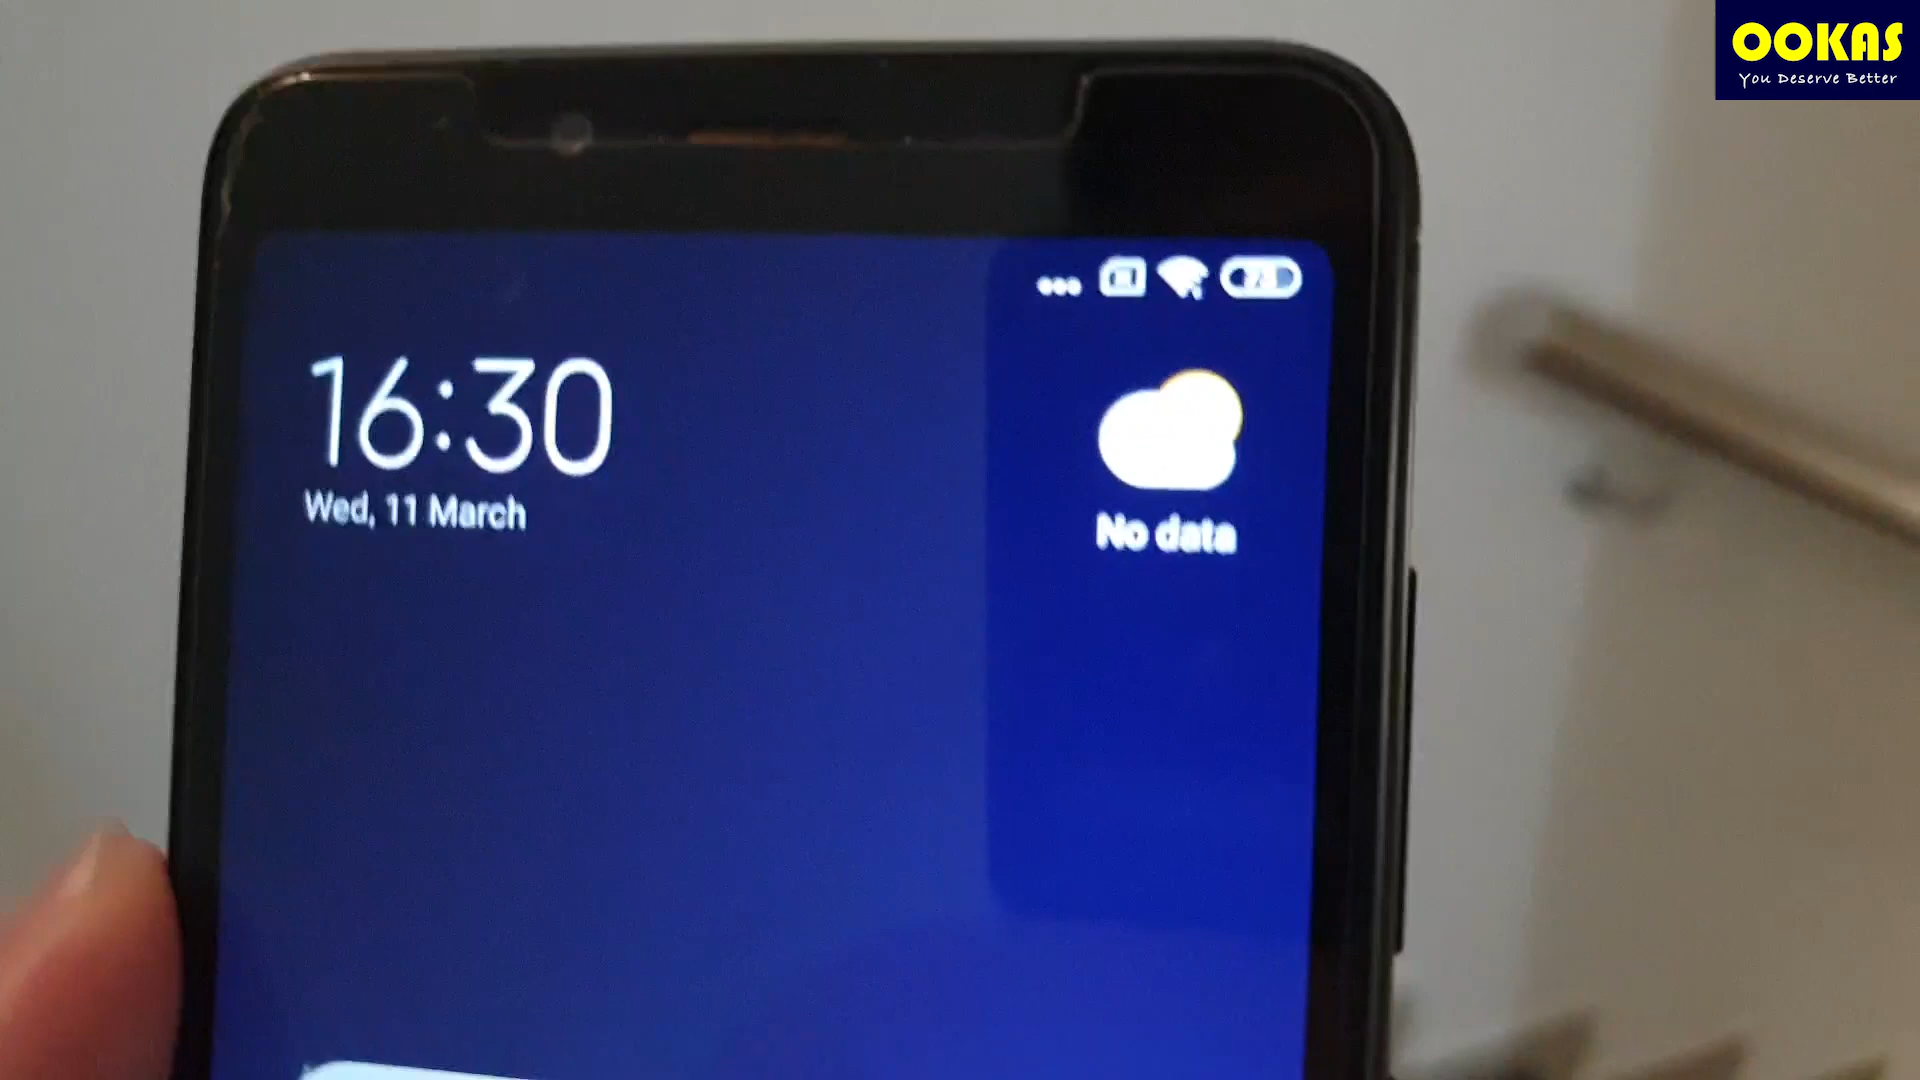 OOKAS
You Deserve Better
16:30
Wed, 11 March
No data